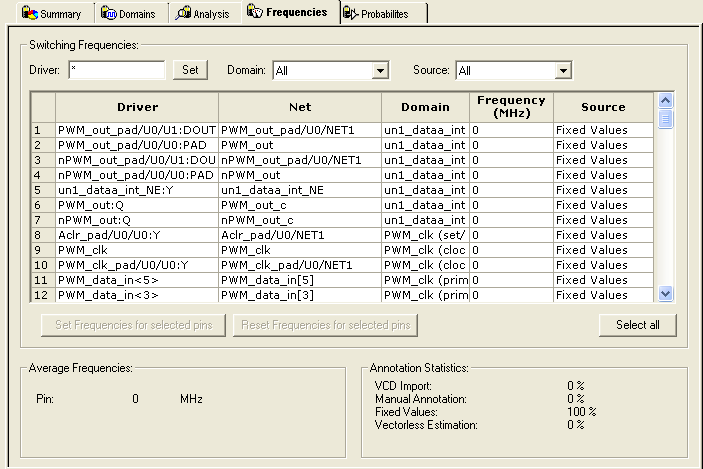 Summary Domains Analysis Frequencies Probabilites
Switching Frequencies:
Driver: * Set Domain: All Source: All
Driver Net Domain Frequency (MHz) Source
1 PWM_out_pad/U0/U1:DOUT PWM_out_pad/U0/NET1 un1_dataa_int 0 Fixed Values
2 PWM_out_pad/U0/U0:PAD PWM_out un1_dataa_int 0 Fixed Values
3 nPWM_out_pad/U0/U1:DOU nPWM_out_pad/U0/NET1 un1_dataa_int 0 Fixed Values
4 nPWM_out_pad/U0/U0:PAD nPWM_out un1_dataa_int 0 Fixed Values
5 un1_dataa_int_NE:Y un1_dataa_int_NE un1_dataa_int 0 Fixed Values
6 PWM_out:Q PWM_out_c un1_dataa_int 0 Fixed Values
7 nPWM_out:Q nPWM_out_c un1_dataa_int 0 Fixed Values
8 Aclr_pad/U0/U0:Y Aclr_pad/U0/NET1 PWM_clk (set/ 0 Fixed Values
9 PWM_clk PWM_clk PWM_clk (cloc 0 Fixed Values
10 PWM_clk_pad/U0/U0:Y PWM_clk_pad/U0/NET1 PWM_clk (cloc 0 Fixed Values
11 PWM_data_in<5> PWM_data_in[5] PWM_clk (prim 0 Fixed Values
12 PWM_data_in<3> PWM_data_in[3] PWM_clk (prim 0 Fixed Values
Set Frequencies for selected pins Reset Frequencies for selected pins Select all
Average Frequencies:
Pin: 0 MHz
Annotation Statistics:
VCD Import: 0 %
Manual Annotation: 0 %
Fixed Values: 100 %
Vectorless Estimation: 0 %